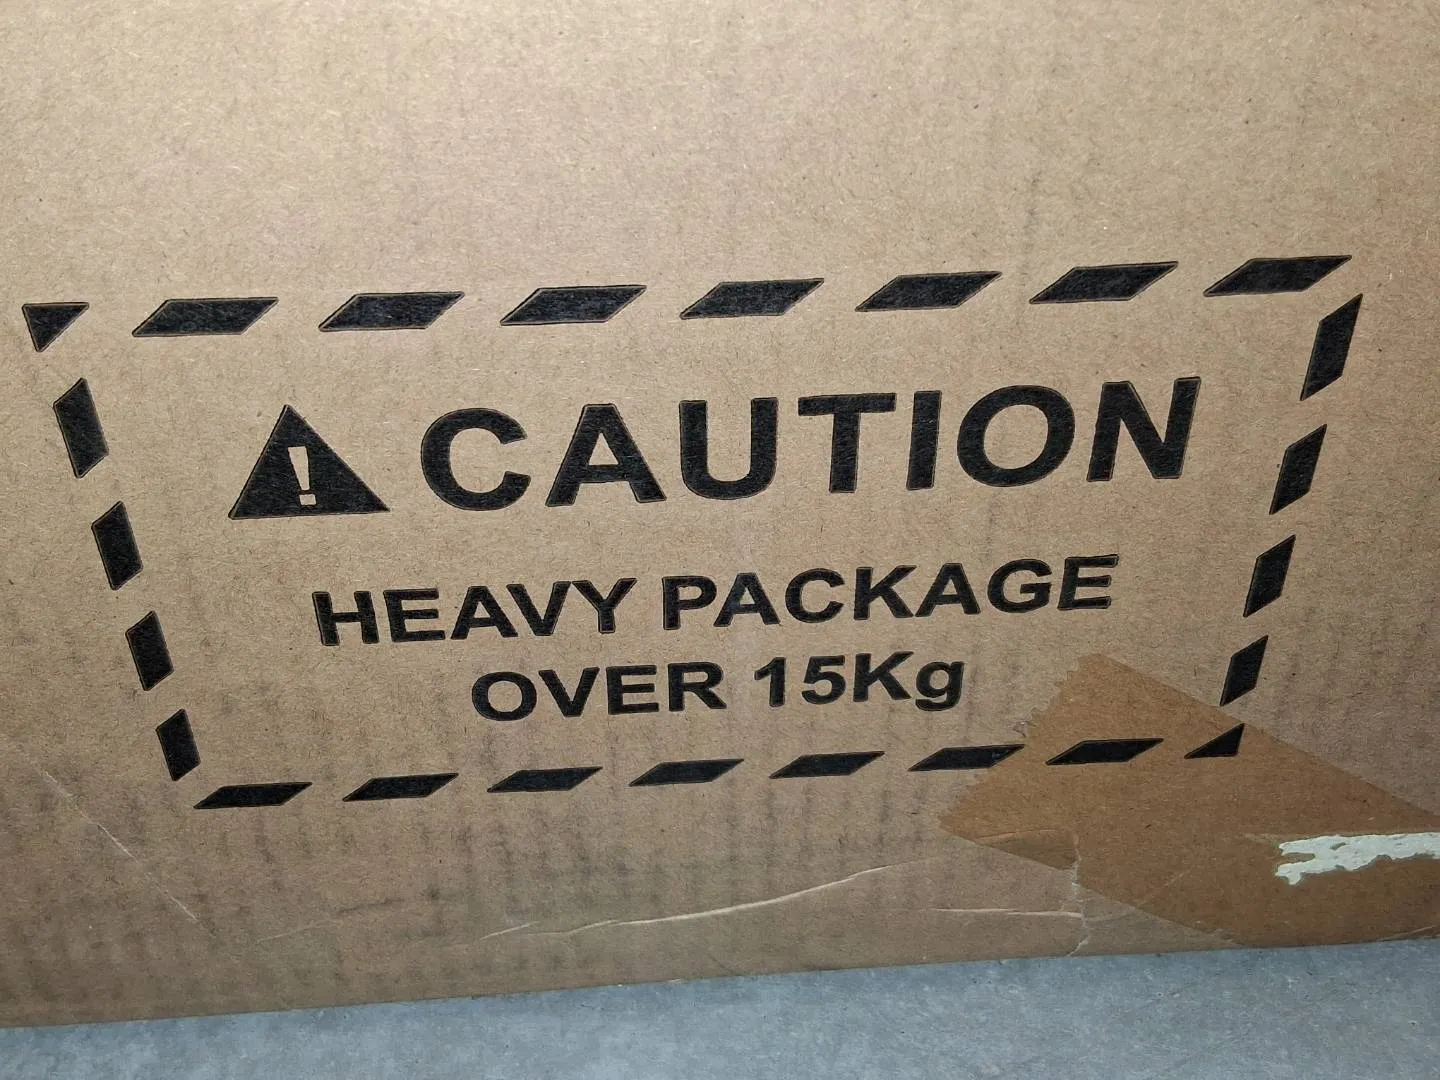 CAUTION
HEAVY PACKAGE
OVER 15Kg